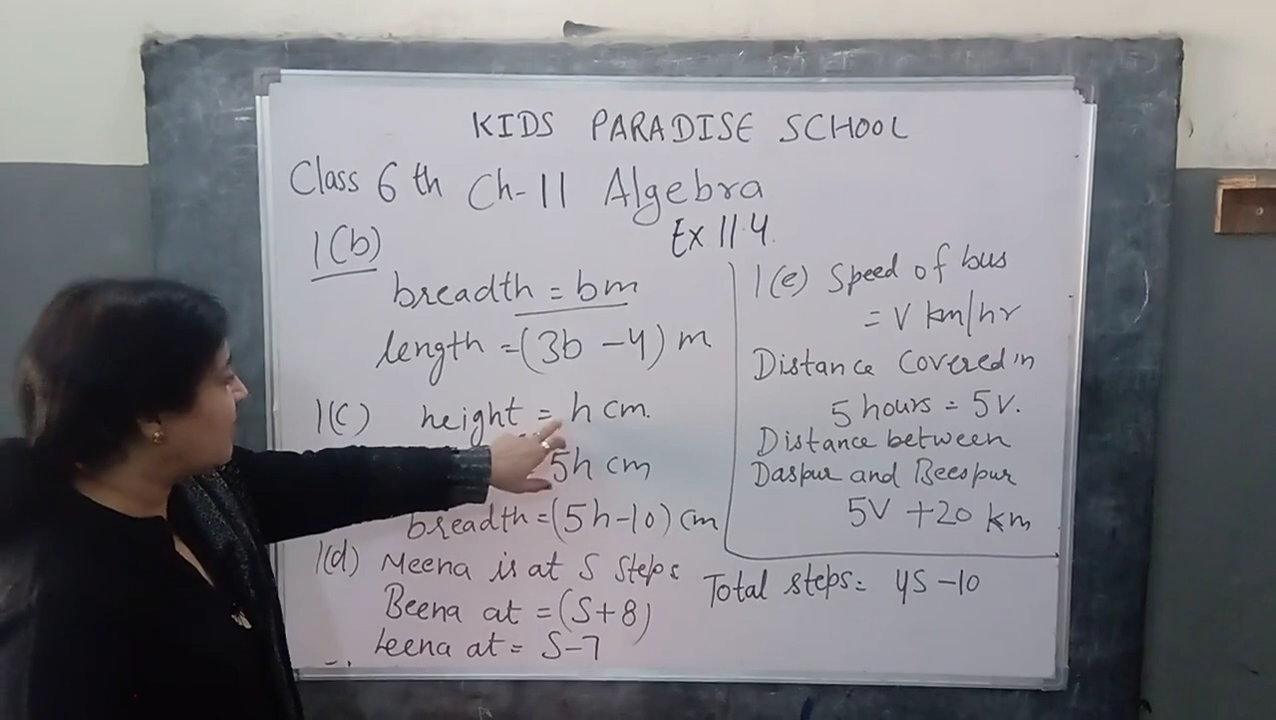 KIDS PARADISE SCHOOL
Class 6th Ch-11 Algebra
Ex 11.4.
1(b)
breadth = bm
length = (3b - 4) m
1(c) height = h cm.
5h cm
breadth = (5h-10) cm
1(d) Meena is at S Steps
Beena at = (S+8)
Leena at = S-7
1(e) Speed of bus
= V km/hr
Distance Covered in
5 hours = 5V.
Distance between
Daspur and Beespur
5V + 20 km
Total steps = 4S - 10